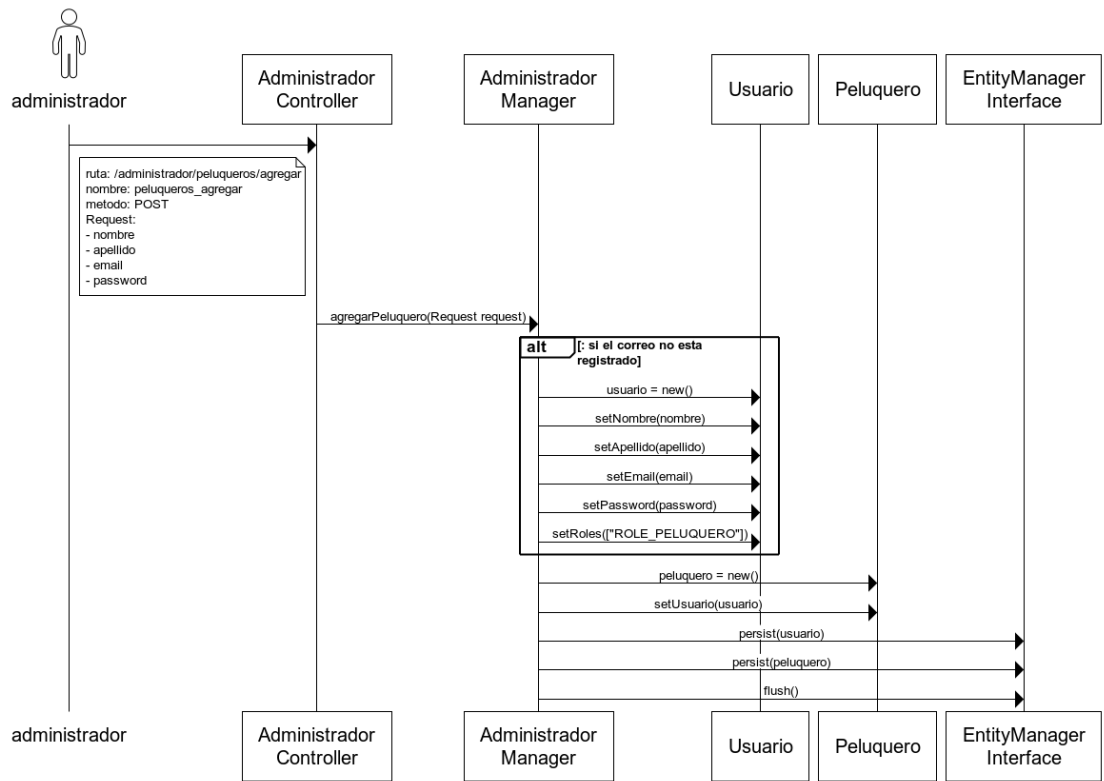 administrador
Administrador
Controller
Administrador
Manager
Usuario
Peluquero
EntityManager
Interface
ruta: /administrador/peluqueros/agregar
nombre: peluqueros_agregar
metodo: POST
Request:
- nombre
- apellido
- email
- password
agregarPeluquero(Request request)
alt
[: si el correo no esta
registrado]
usuario = new()
setNombre(nombre)
setApellido(apellido)
setEmail(email)
setPassword(password)
setRoles(["ROLE_PELUQUERO"])
peluquero = new()
setUsuario(usuario)
persist(usuario)
persist(peluquero)
flush()
administrador
Administrador
Controller
Administrador
Manager
Usuario
Peluquero
EntityManager
Interface